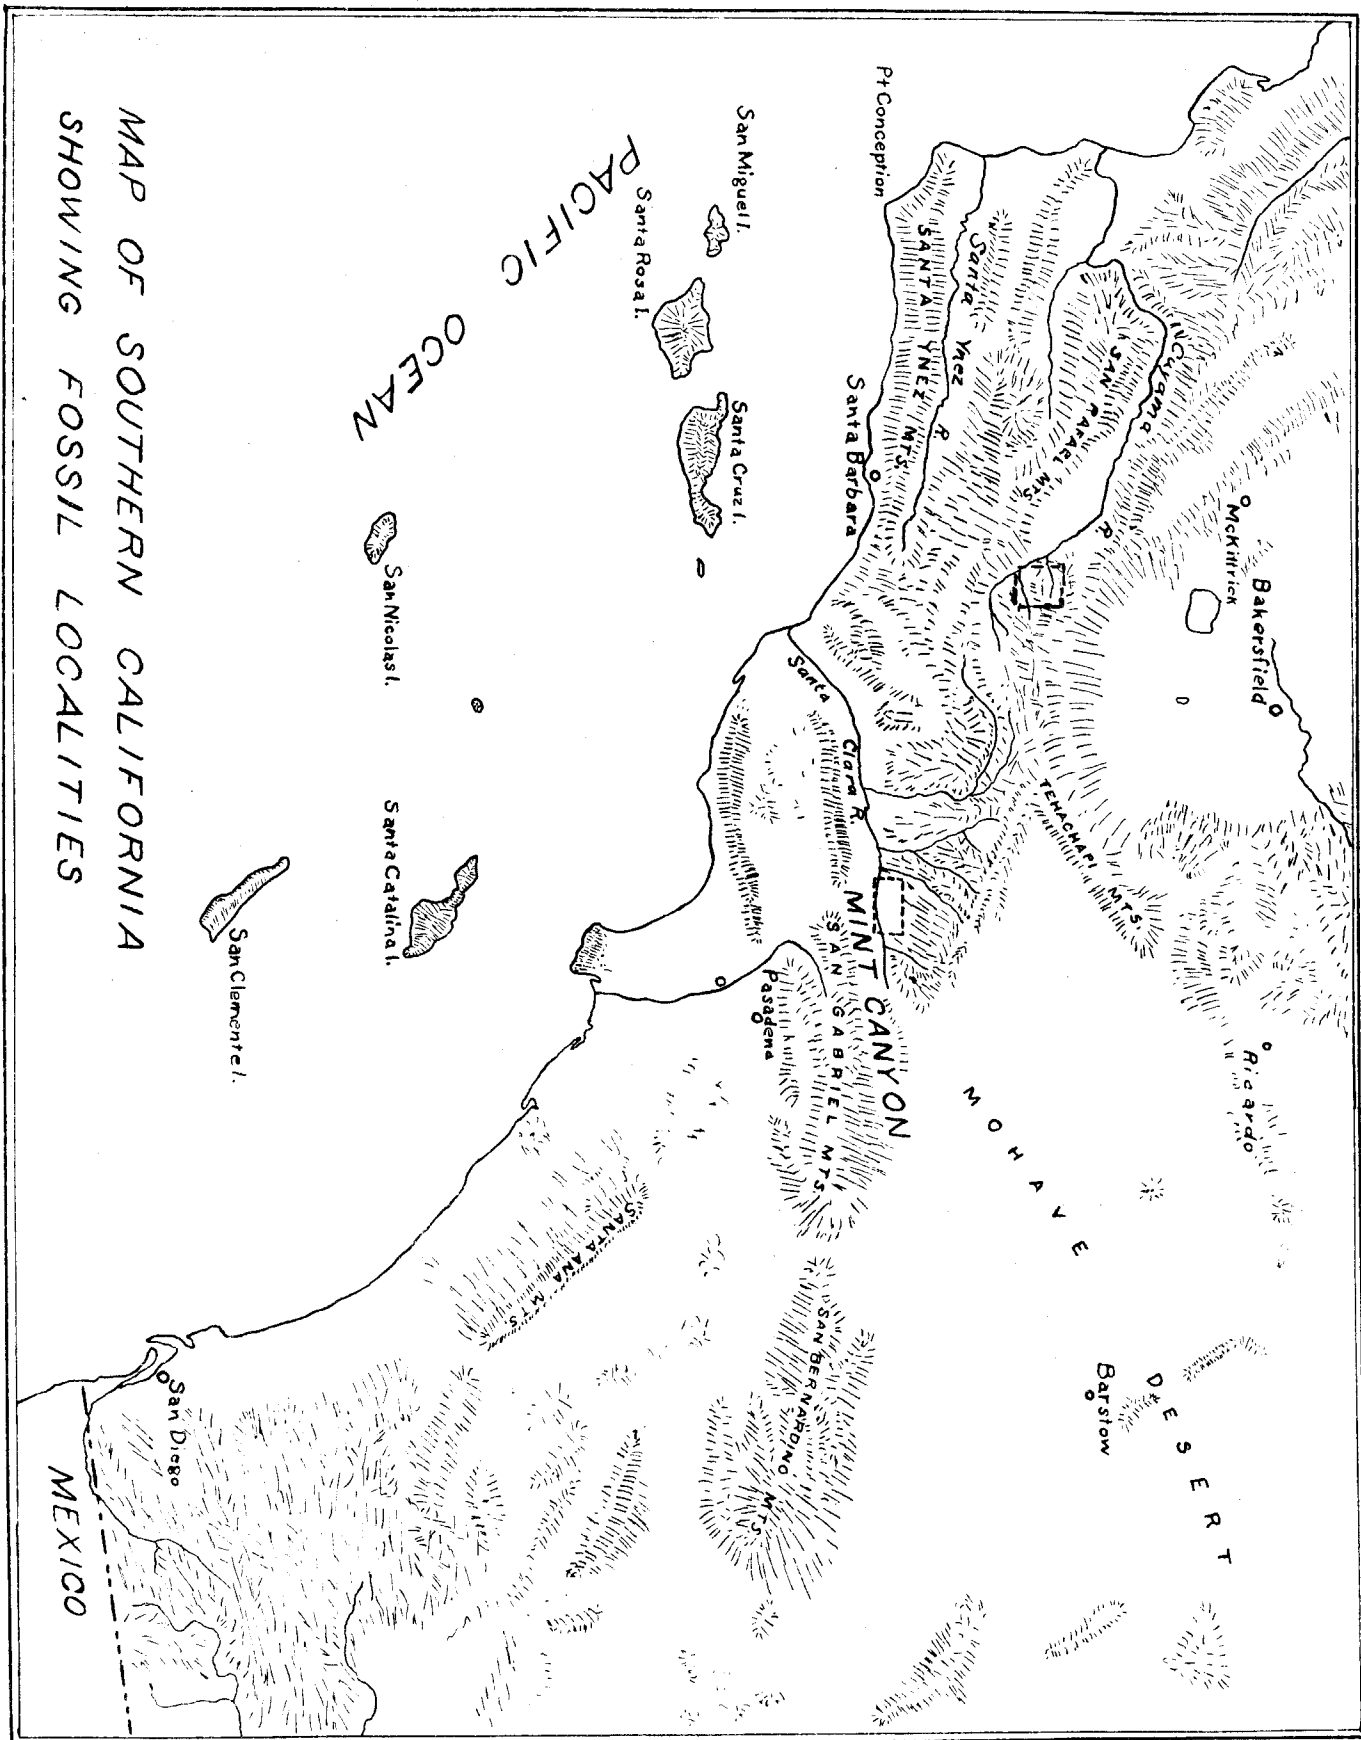 Pt Conception
San Miguel I.
Santa Rosa I.
Santa Cruz I.
PACIFIC OCEAN
San Nicolas I.
Santa Catalina I.
San Clemente I.
SANTA YNEZ MTS.
Santa Ynez R.
SAN RAFAEL MTS
Cuyama R.
Santa Barbara
McKittrick
Bakersfield
Santa Clara R.
TEHACHAPI MTS.
MINT CANYON
SAN GABRIEL MTS.
Pasadena
Ricardo
MOHAVE DESERT
Barstow
SAN BERNARDINO MTS
SANTA ANA MTS.
San Diego
MEXICO
MAP OF SOUTHERN CALIFORNIA
SHOWING FOSSIL LOCALITIES